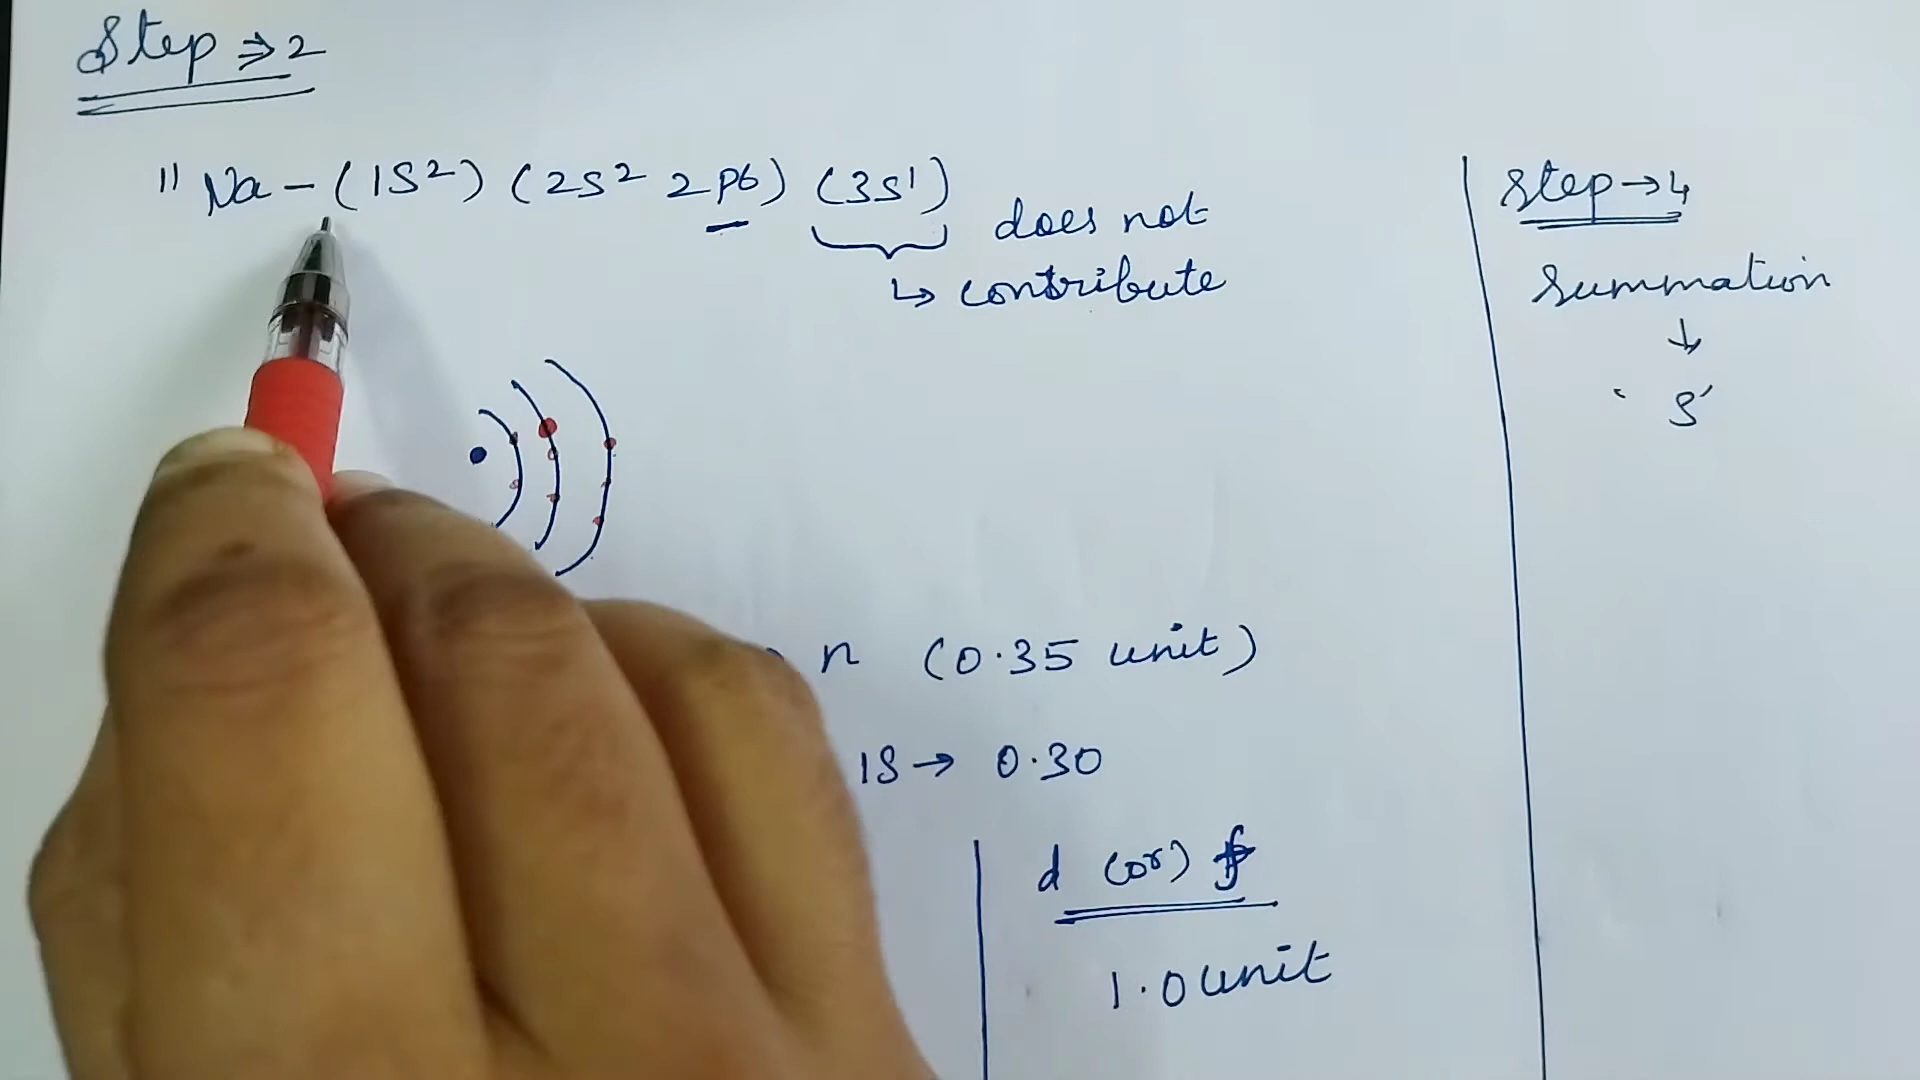 Step ⇒ 2
11 Na - (1S² ) (2s² 2p6) (3s¹)
does not
↳ contribute
n (0.35 unit)
1S → 0.30
d (or) f
1.0 unit
Step → 4
Summation
↓
'S'